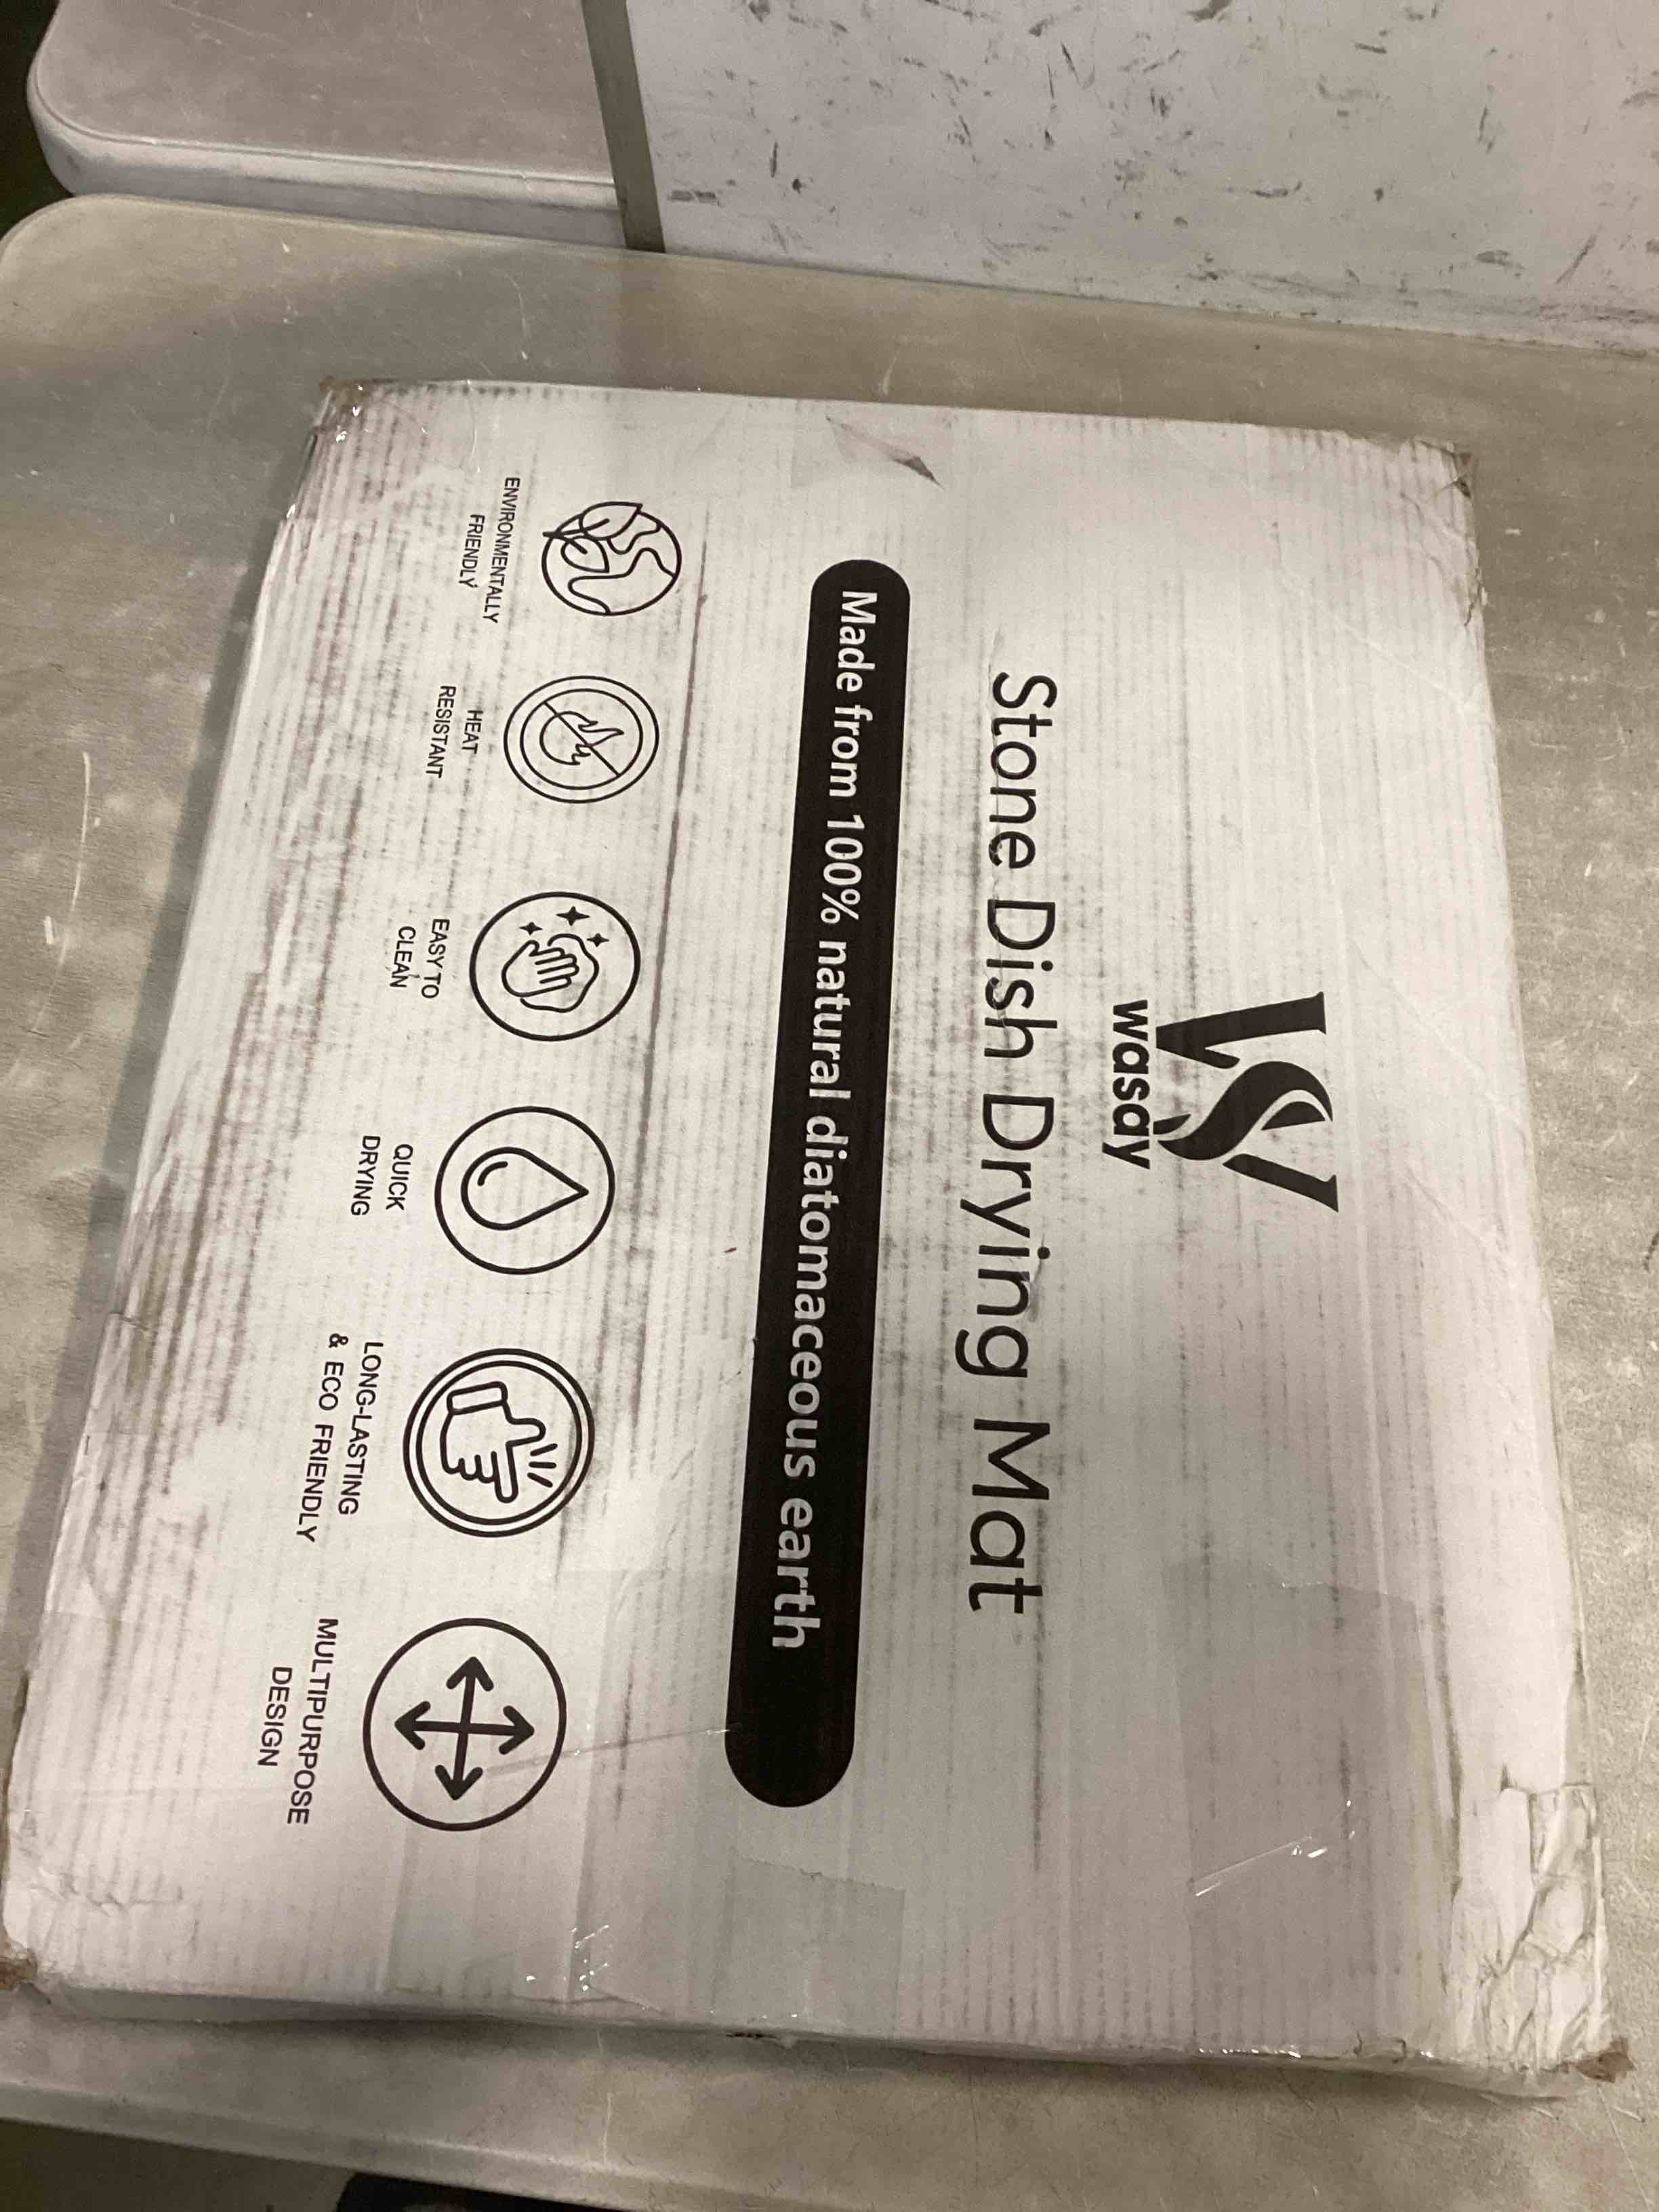 wasay
Stone Dish Drying Mat
Made from 100% natural diatomaceous earth
ENVIRONMENTALLY
FRIENDLY
HEAT
RESISTANT
EASY TO
CLEAN
QUICK
DRYING
LONG-LASTING
& ECO FRIENDLY
MULTIPURPOSE
DESIGN